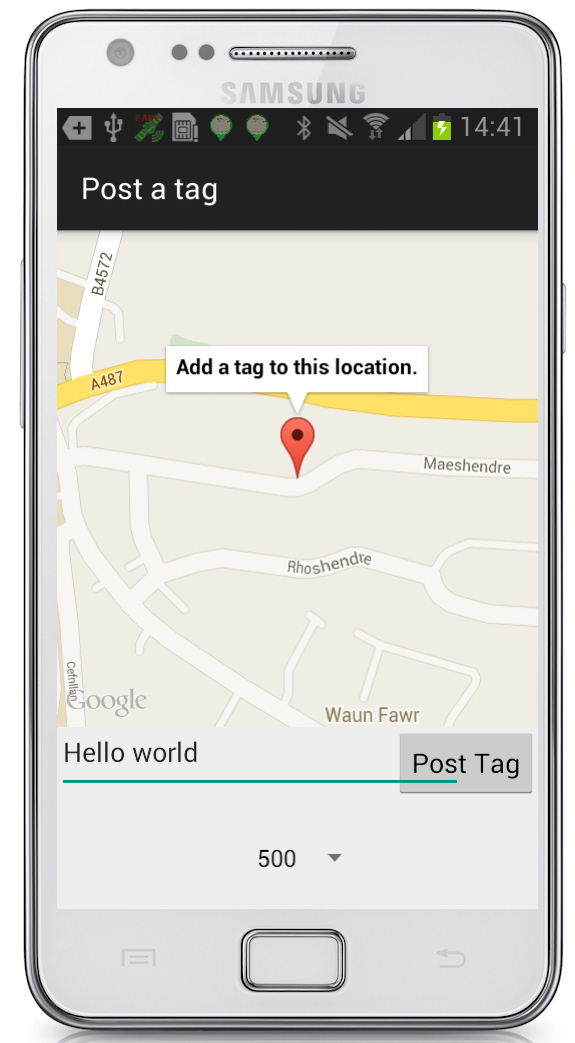 SAMSUNG
14:41
Post a tag
B4572
Add a tag to this location.
A487
Maeshendre
Rhoshendre
Cefnllan
Google
Waun Fawr
Hello world
Post Tag
500